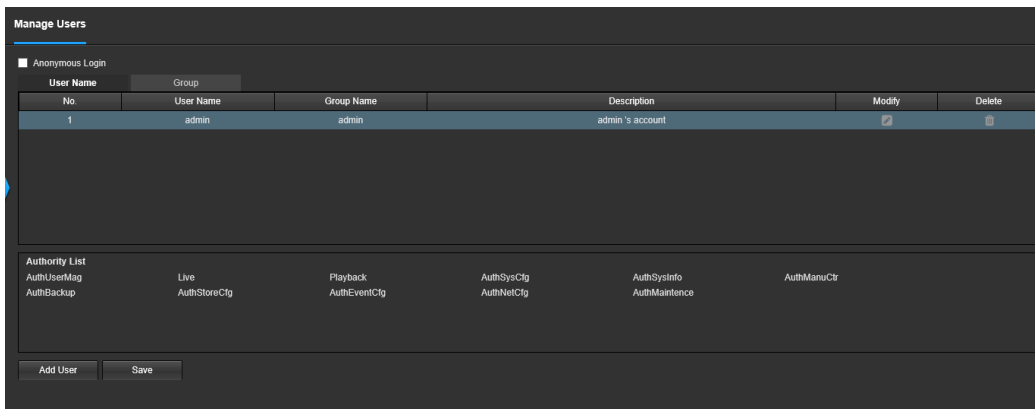 Manage Users
Anonymous Login
User Name Group
No. User Name Group Name Description Modify Delete
1 admin admin admin 's account
Authority List
AuthUserMag Live Playback AuthSysCfg AuthSysInfo AuthManuCtr
AuthBackup AuthStoreCfg AuthEventCfg AuthNetCfg AuthMaintence
Add User Save